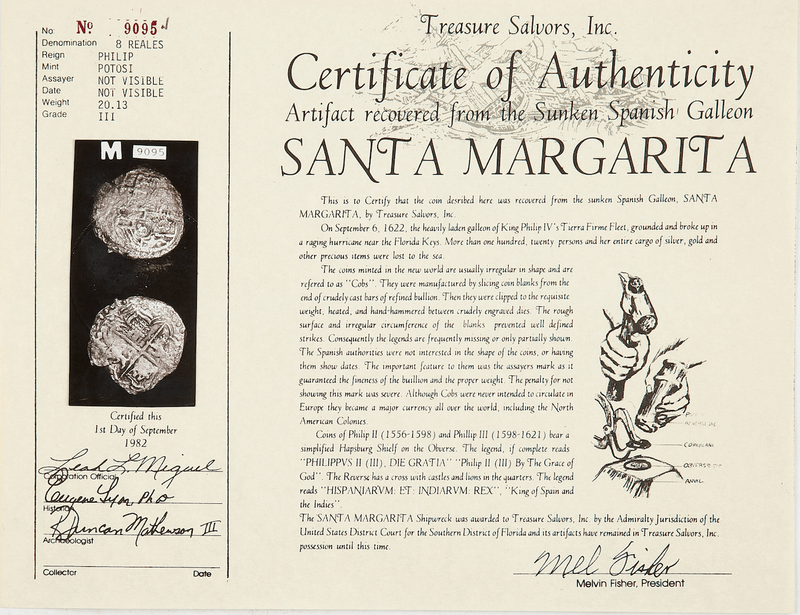 No Nº 9095
Denomination 8 REALES
Reign PHILIP
Mint POTOSI
Assayer NOT VISIBLE
Date NOT VISIBLE
Weight 20.13
Grade III
M 9095
Certified this
1st Day of September
1982
Leah L. Miguel
Corporation Official
Eugene Lyon, PhD
Historian
R Duncan Mathewson III
Archeologist
Collector Date
Treasure Salvors, Inc.
Certificate of Authenticity
Artifact recovered from the Sunken Spanish Galleon
SANTA MARGARITA
This is to Certify that the coin desribed here was recovered from the sunken Spanish Galleon, SANTA
MARGARITA, by Treasure Salvors, Inc.
On September 6, 1622, the heavily laden galleon of King Philip IV's Tierra Firme Fleet, grounded and broke up in
a raging hurricane near the Florida Keys. More than one hundred, twenty persons and her entire cargo of silver, gold and
other precious items were lost to the sea.
The coins minted in the new world are usually irregular in shape and are
refered to as "Cobs". They were manufactured by slicing coin blanks from the
end of crudely cast bars of refined bullion. Then they were clipped to the requisite
weight, heated, and hand-hammered between crudely engraved dies. The rough
surface and irregular circumference of the blanks prevented well defined
strikes. Consequently the legends are frequently missing or only partially shown.
The Spanish authorities were not interested in the shape of the coins, or having
them show dates. The important feature to them was the assayers mark as it
guaranteed the fineness of the bullion and the proper weight. The penalty for not
showing this mark was severe. Although Cobs were never intended to circulate in
Europe they became a major currency all over the world, including the North
American Colonies.
Coins of Philip II (1556-1598) and Phillip III (1598-1621) bear a
simplified Hapsburg Shield on the Obverse. The legend, if complete reads
"PHILIPPVS II (III), DIE GRATIA" "Philip II (III) By The Grace of
God". The Reverse has a cross with castles and lions in the quarters. The legend
reads "HISPANIARVM: ET: INDIARVM: REX", "King of Spain and
the Indies".
The SANTA MARGARITA Shipwreck was awarded to Treasure Salvors, Inc. by the Admiralty Jurisdiction of the
United States District Court for the Southern District of Florida and its artifacts have remained in Treasure Salvors, Inc.
possession until this time.
Mel Fisher
Melvin Fisher, President